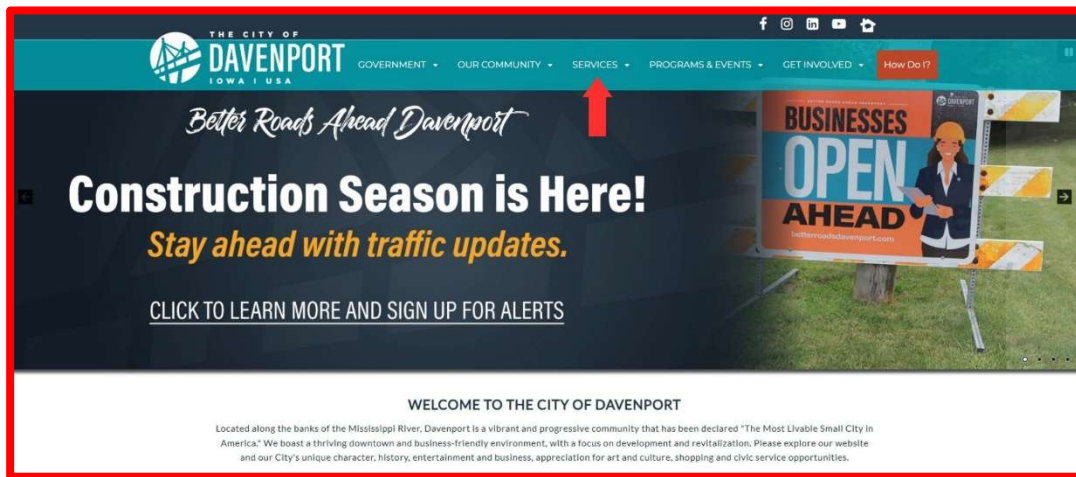 THE CITY OF
DAVENPORT
IOWA | USA
GOVERNMENT
OUR COMMUNITY
SERVICES
PROGRAMS & EVENTS
GET INVOLVED
How Do I?
Better Roads Ahead Davenport
Construction Season is Here!
Stay ahead with traffic updates.
CLICK TO LEARN MORE AND SIGN UP FOR ALERTS
BETTER ROADS AHEAD DAVENPORT
DAVENPORT
BUSINESSES
OPEN
AHEAD
betterroadsdavenport.com
WELCOME TO THE CITY OF DAVENPORT
Located along the banks of the Mississippi River, Davenport is a vibrant and progressive community that has been declared "The Most Livable Small City in
America." We boast a thriving downtown and business-friendly environment, with a focus on development and revitalization. Please explore our website
and our City's unique character, history, entertainment and business, appreciation for art and culture, shopping and civic service opportunities.